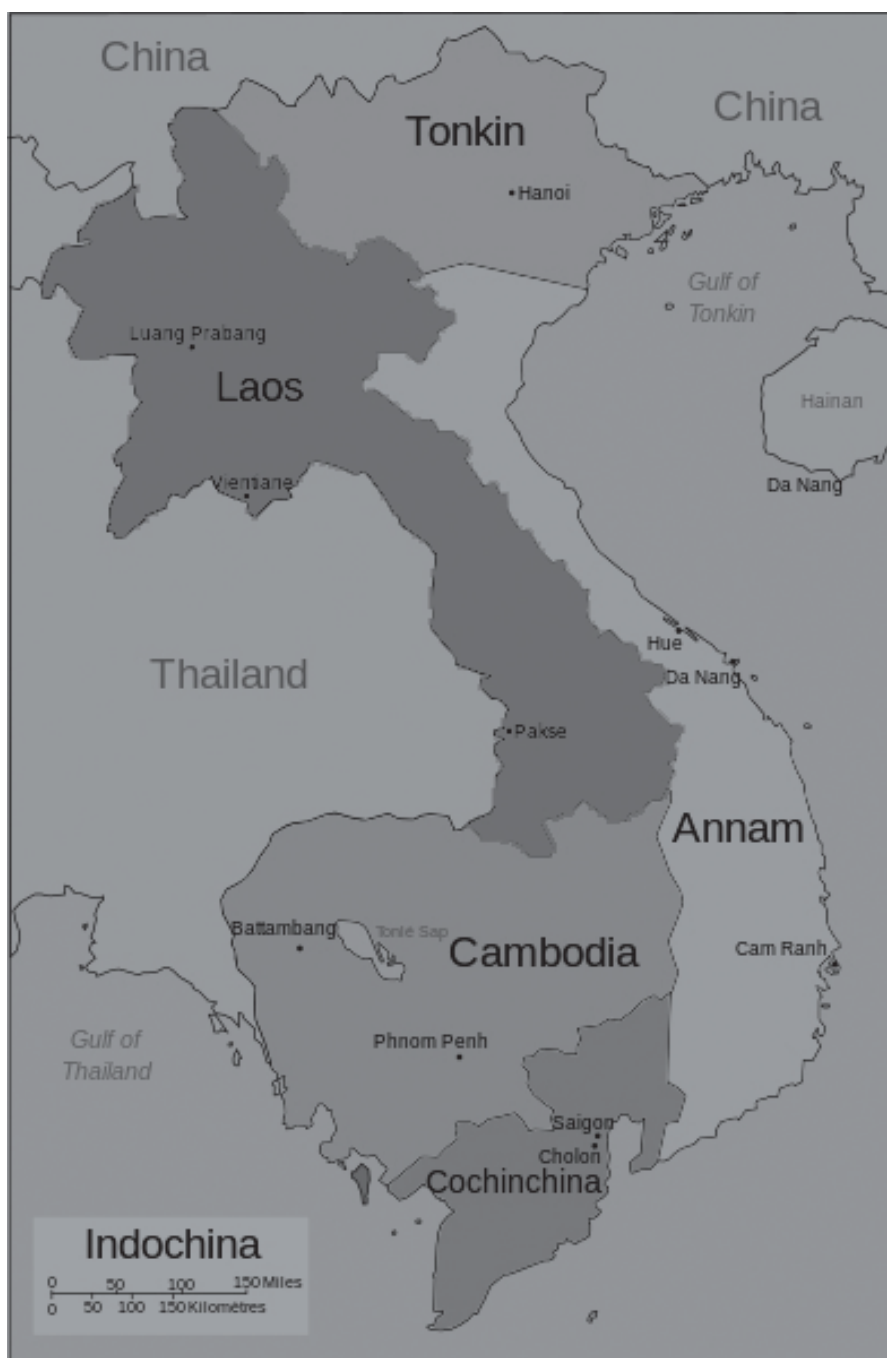 China
China
Tonkin
Hanoi
Gulf of
Tonkin
Luang Prabang
Laos
Hainan
Vientiane
Da Nang
Hue
Thailand
Da Nang
Pakse
Annam
Battambang
Tonlé Sap
Cambodia
Cam Ranh
Gulf of
Thailand
Phnom Penh
Saigon
Cholon
Cochinchina
Indochina
0 50 100 150 Miles
0 50 100 150 Kilomètres